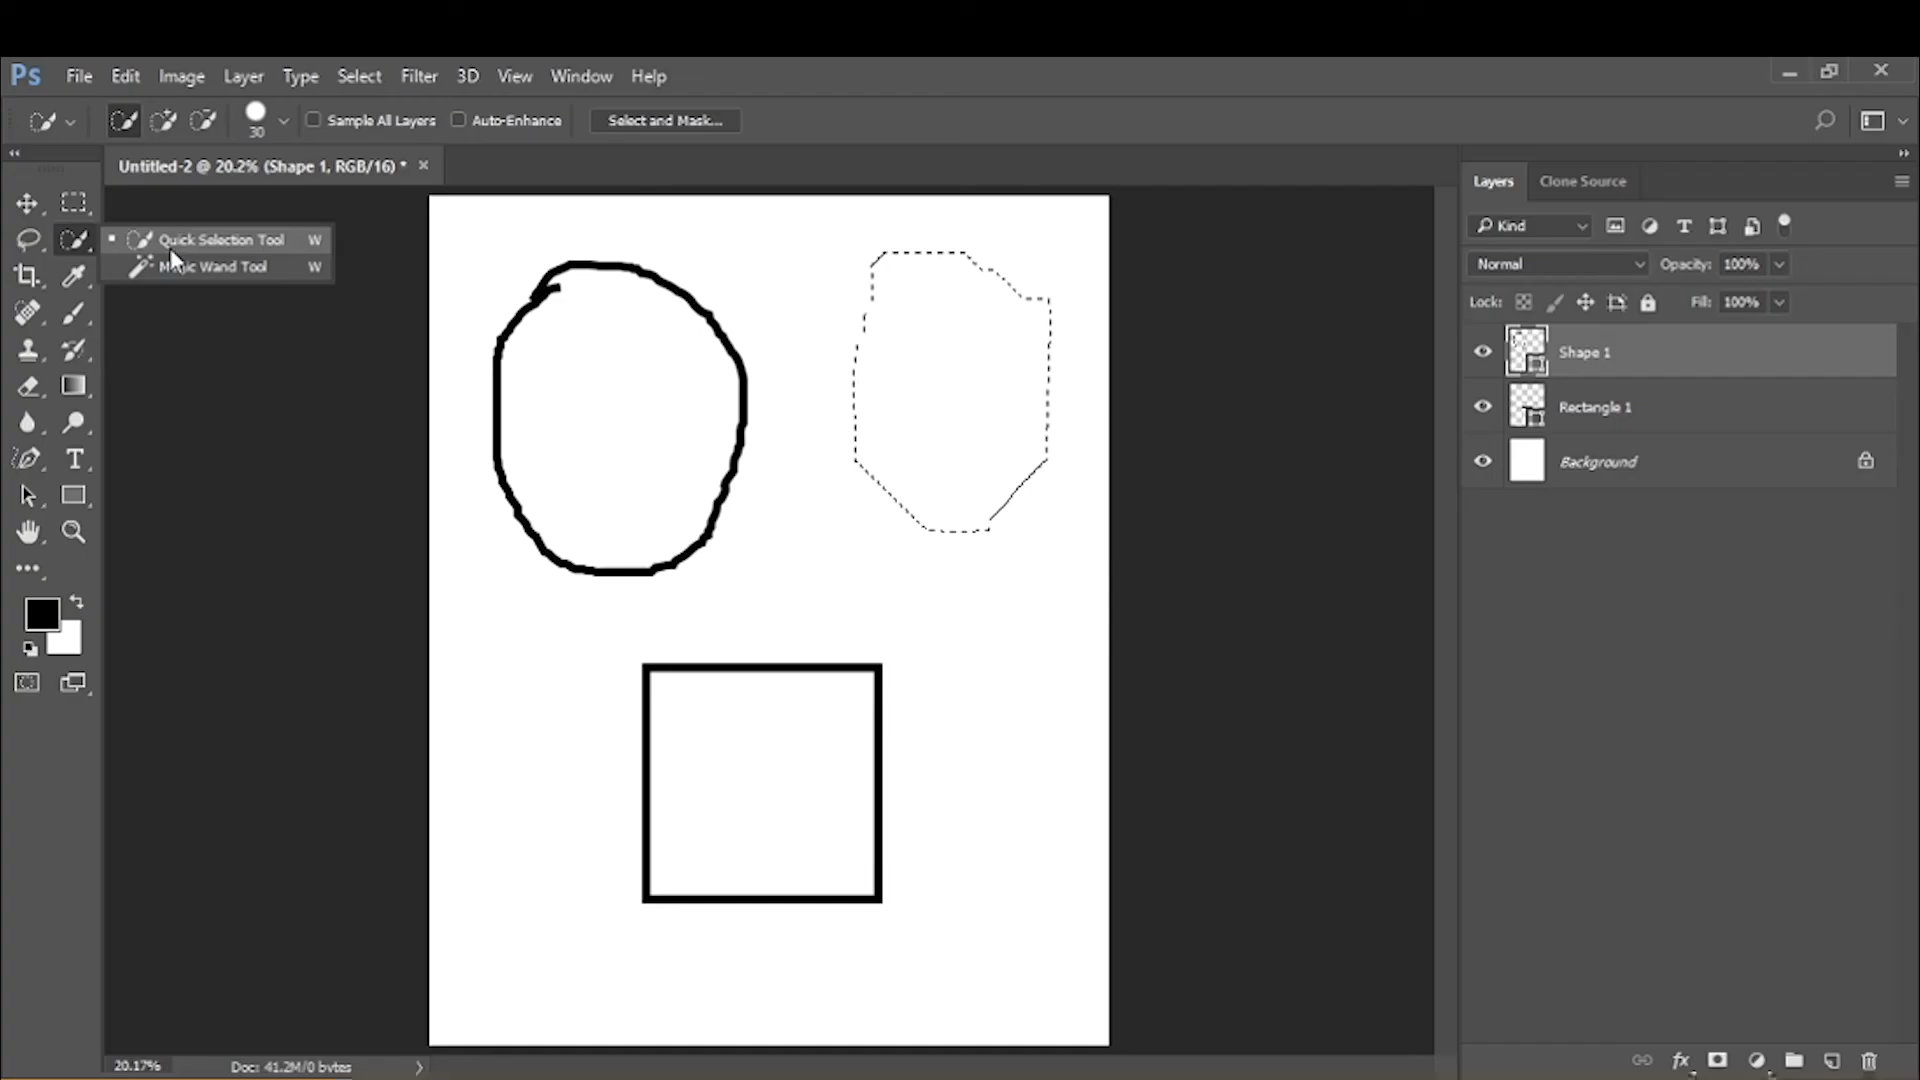 Ps File Edit Image Layer Type Select Filter 3D View Window Help
30 Sample All Layers Auto-Enhance Select and Mask...
Untitled-2 @ 20.2% (Shape 1, RGB/16) * ×
Quick Selection Tool W
Magic Wand Tool W
Layers Clone Source
Kind
Normal Opacity: 100%
Lock: Fill: 100%
Shape 1
Rectangle 1
Background
20.17% Doc: 41.2M/0 bytes